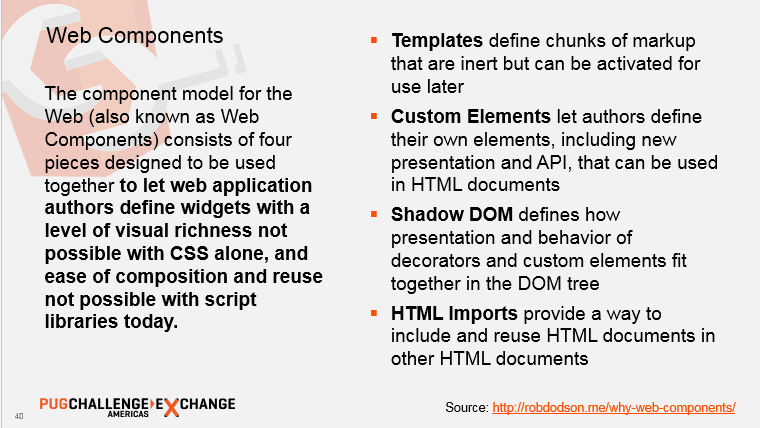 Web Components
The component model for the
Web (also known as Web
Components) consists of four
pieces designed to be used
together to let web application
authors define widgets with a
level of visual richness not
possible with CSS alone, and
ease of composition and reuse
not possible with script
libraries today.
Templates define chunks of markup
that are inert but can be activated for
use later
Custom Elements let authors define
their own elements, including new
presentation and API, that can be used
in HTML documents
Shadow DOM defines how
presentation and behavior of
decorators and custom elements fit
together in the DOM tree
HTML Imports provide a way to
include and reuse HTML documents in
other HTML documents
40
PUGCHALLENGE EXCHANGE
AMERICAS
Source: http://robdodson.me/why-web-components/